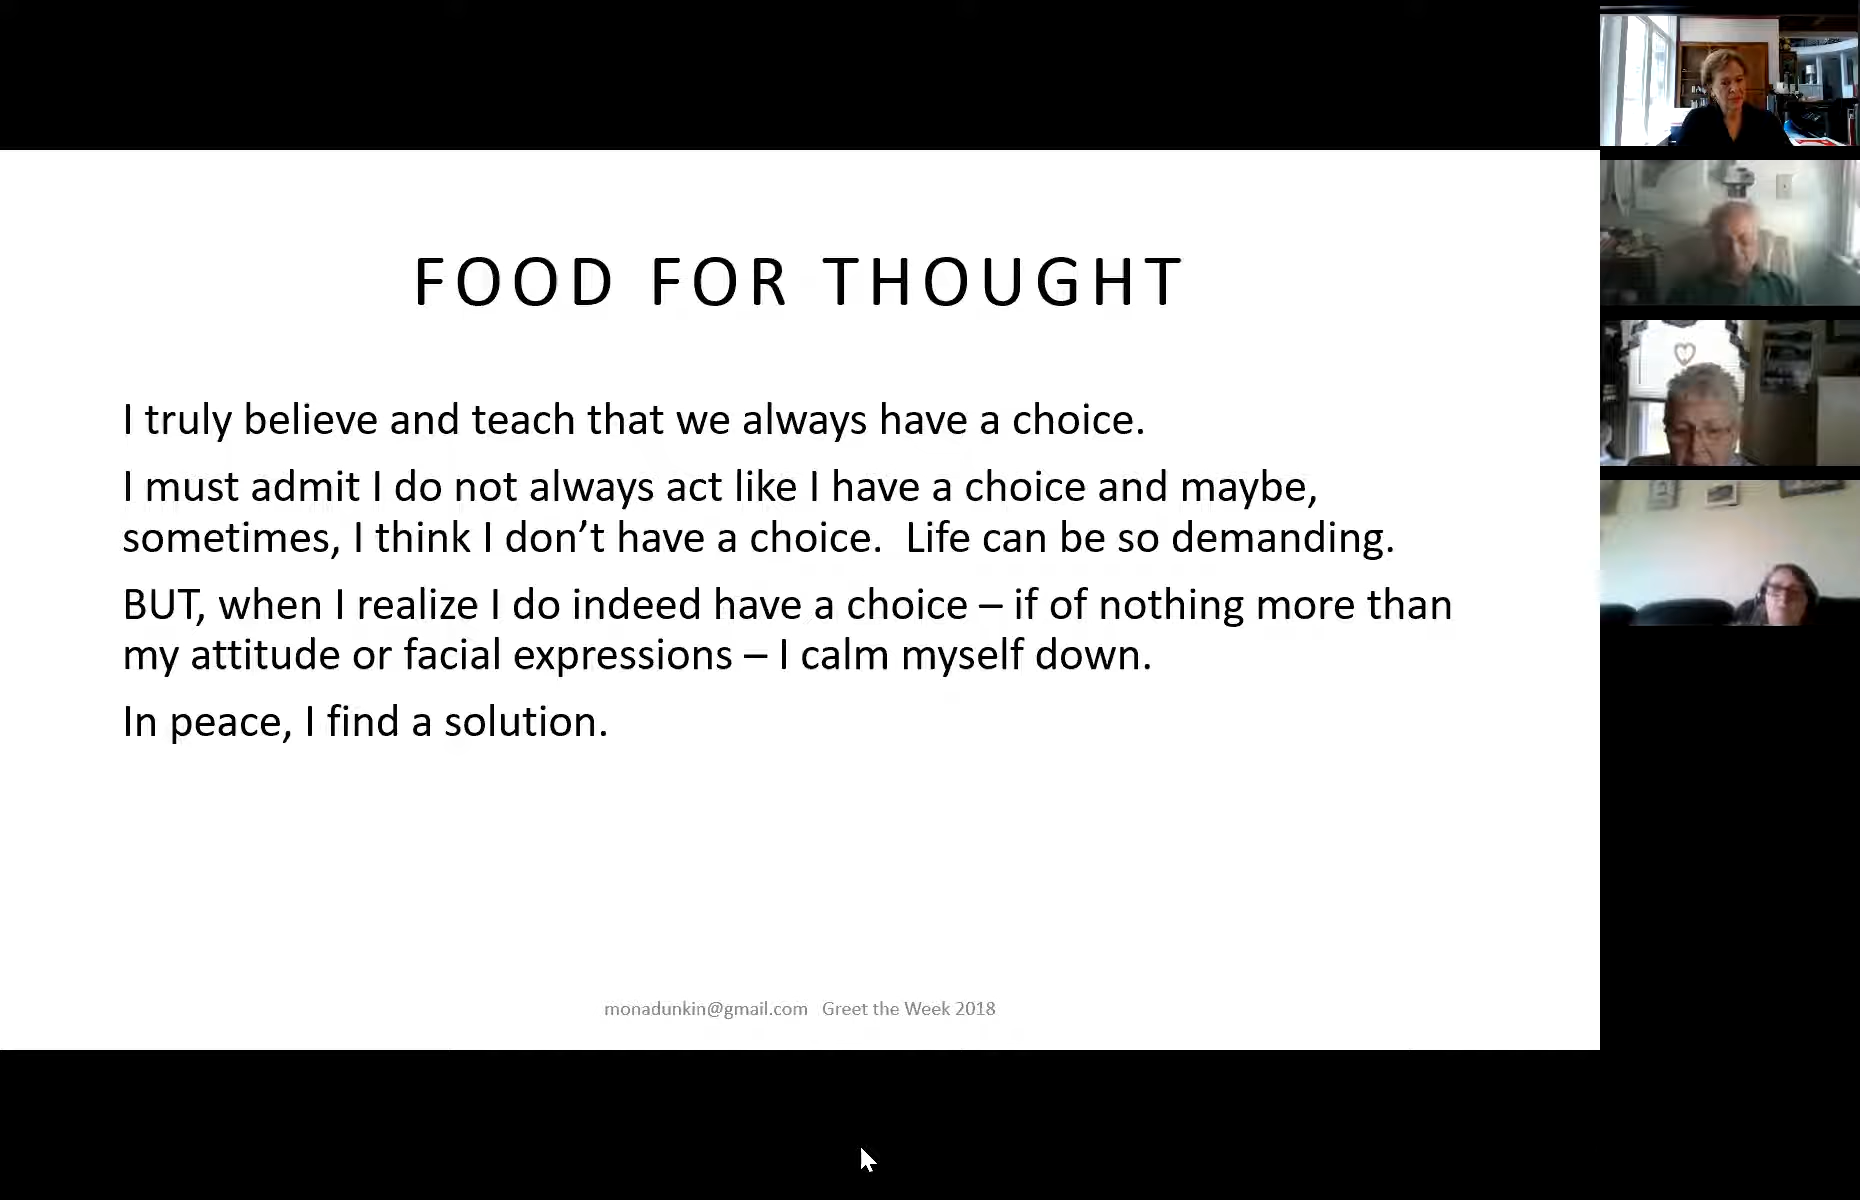 FOOD FOR THOUGHT
I truly believe and teach that we always have a choice.
I must admit I do not always act like I have a choice and maybe,
sometimes, I think I don’t have a choice.  Life can be so demanding.
BUT, when I realize I do indeed have a choice – if of nothing more than
my attitude or facial expressions – I calm myself down.
In peace, I find a solution.
monadunkin@gmail.com   Greet the Week 2018